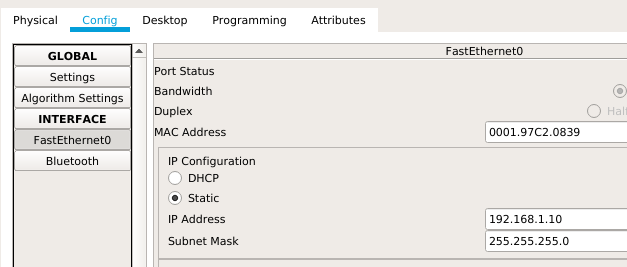 Physical Config Desktop Programming Attributes
GLOBAL
Settings
Algorithm Settings
INTERFACE
FastEthernet0
Bluetooth
FastEthernet0
Port Status
Bandwidth
Duplex
MAC Address 0001.97C2.0839
IP Configuration
DHCP
Static
IP Address 192.168.1.10
Subnet Mask 255.255.255.0